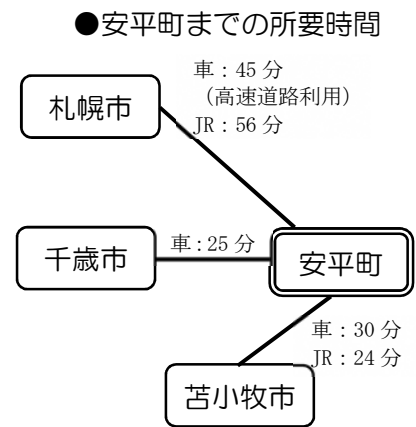 ●安平町までの所要時間
車：45 分
（高速道路利用）
JR：56 分
札幌市
千歳市
車：25 分
安平町
車：30 分
JR：24 分
苫小牧市